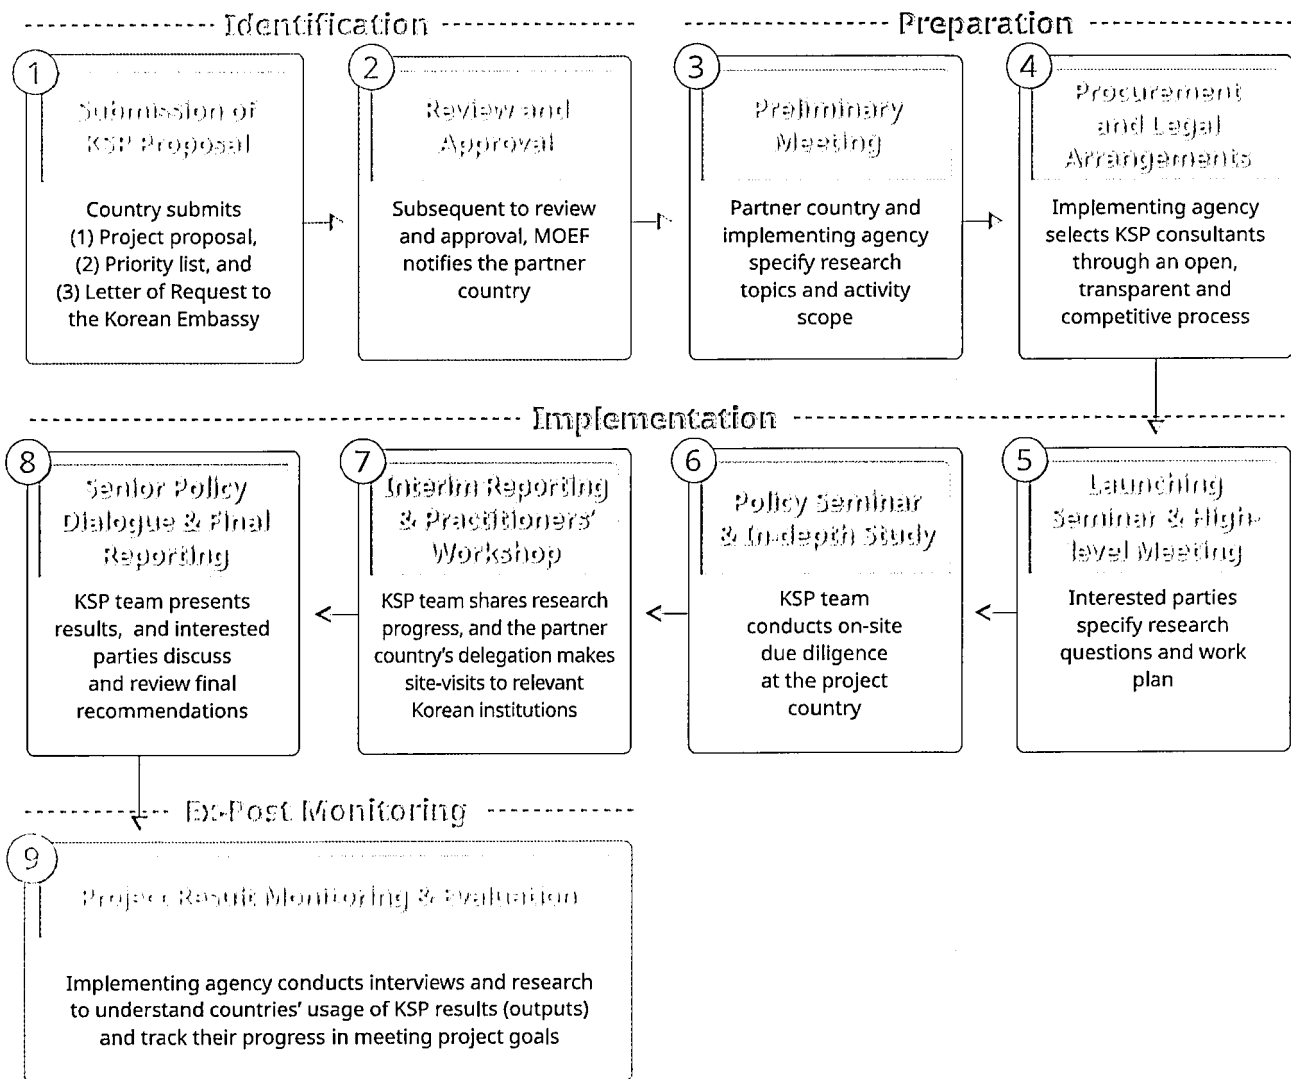 Identification
1
Submission of
KSP Proposal
Country submits
(1) Project proposal,
(2) Priority list, and
(3) Letter of Request to
the Korean Embassy
2
Review and
Approval
Subsequent to review
and approval, MOEF
notifies the partner
country
Preparation
3
Preliminary
Meeting
Partner country and
implementing agency
specify research
topics and activity
scope
4
Procurement
and Legal
Arrangements
Implementing agency
selects KSP consultants
through an open,
transparent and
competitive process
Implementation
5
Launching
Seminar & High-
level Meeting
Interested parties
specify research
questions and work
plan
6
Policy Seminar
& In-depth Study
KSP team
conducts on-site
due diligence
at the project
country
7
Interim Reporting
& Practitioners'
Workshop
KSP team shares research
progress, and the partner
country's delegation makes
site-visits to relevant
Korean institutions
8
Senior Policy
Dialogue & Final
Reporting
KSP team presents
results, and interested
parties discuss
and review final
recommendations
Ex-Post Monitoring
9
Project Result Monitoring & Evaluation
Implementing agency conducts interviews and research
to understand countries' usage of KSP results (outputs)
and track their progress in meeting project goals